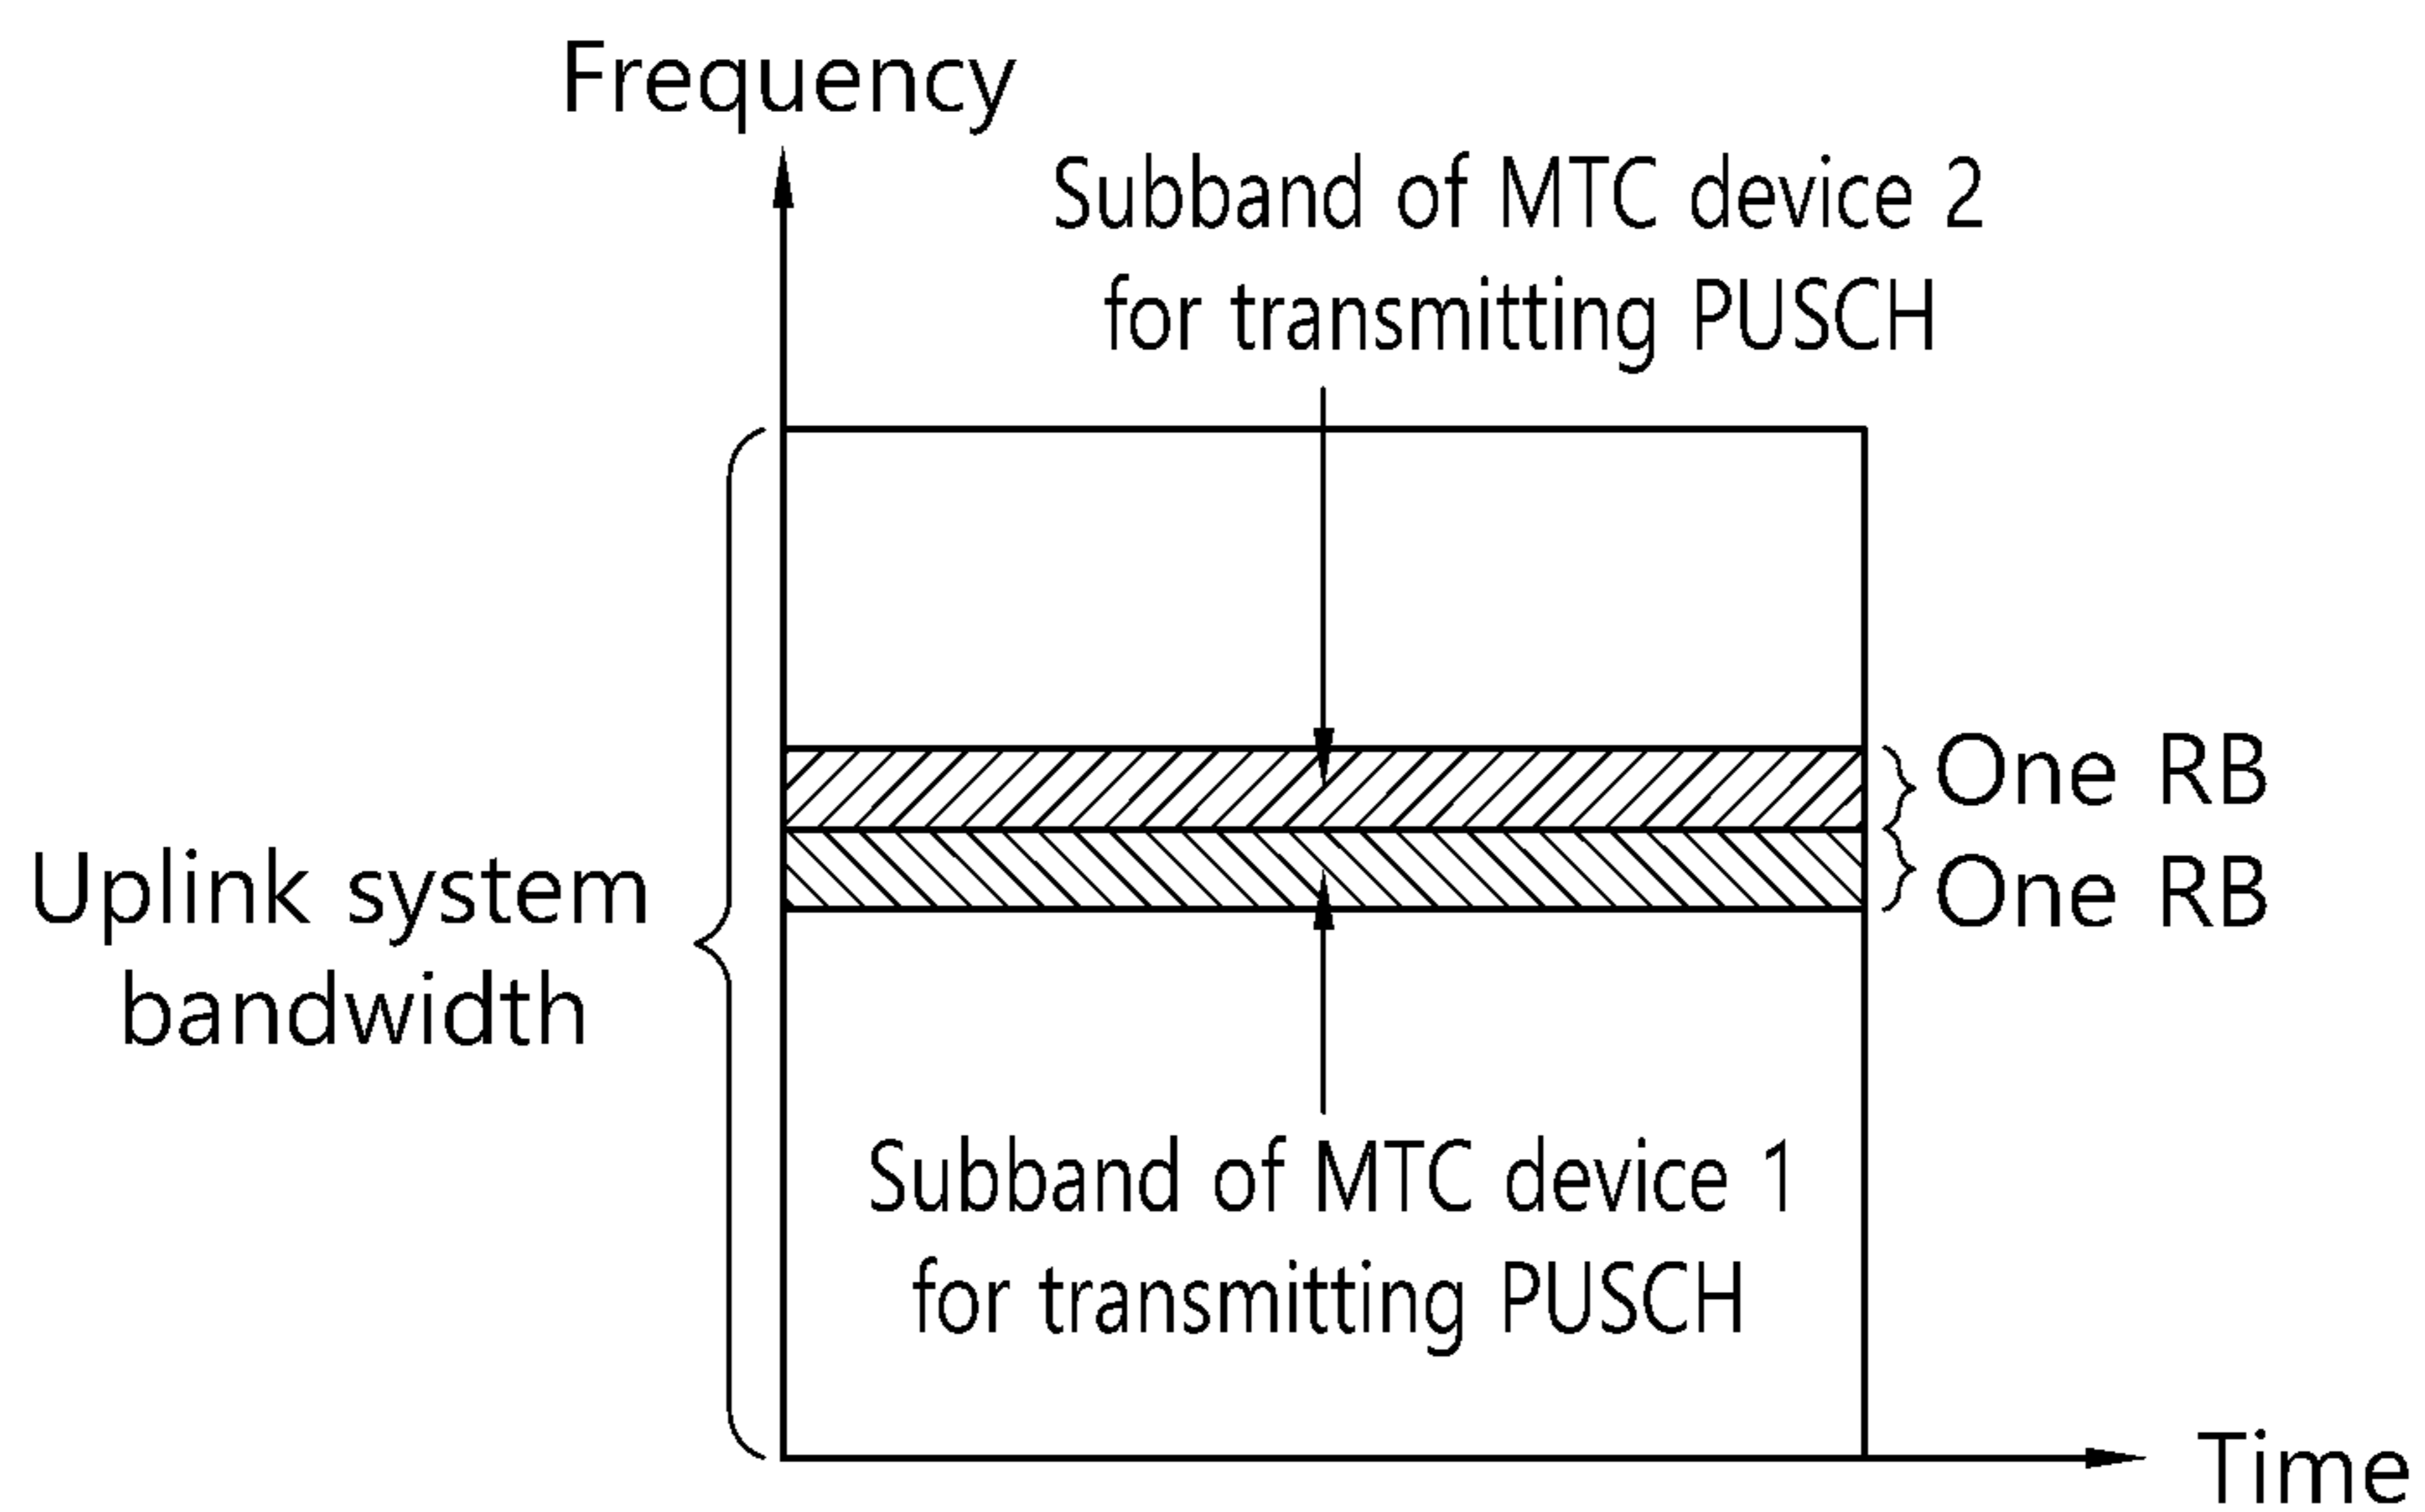 Frequency
Subband of MTC device 2
for transmitting PUSCH
One RB
One RB
Uplink system
bandwidth
Subband of MTC device 1
for transmitting PUSCH
Time